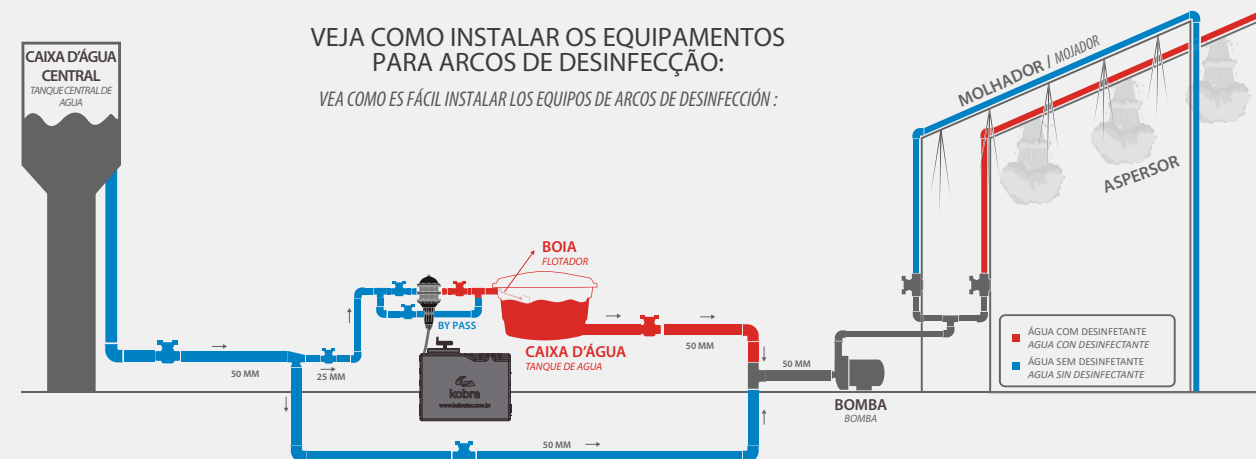 VEJA COMO INSTALAR OS EQUIPAMENTOS
PARA ARCOS DE DESINFECÇÃO:
VEA COMO ES FÁCIL INSTALAR LOS EQUIPOS DE ARCOS DE DESINFECCIÓN :
CAIXA D'ÁGUA
CENTRAL
TANQUE CENTRAL DE
AGUA
MOLHADOR / MOJADOR
ASPERSOR
BOIA
FLOTADOR
BY PASS
CAIXA D'ÁGUA
TANQUE DE AGUA
50 MM
25 MM
50 MM
50 MM
50 MM
kobra
BOMBA
BOMBA
ÁGUA COM DESINFETANTE
AGUA CON DESINFECTANTE
ÁGUA SEM DESINFETANTE
AGUA SIN DESINFECTANTE